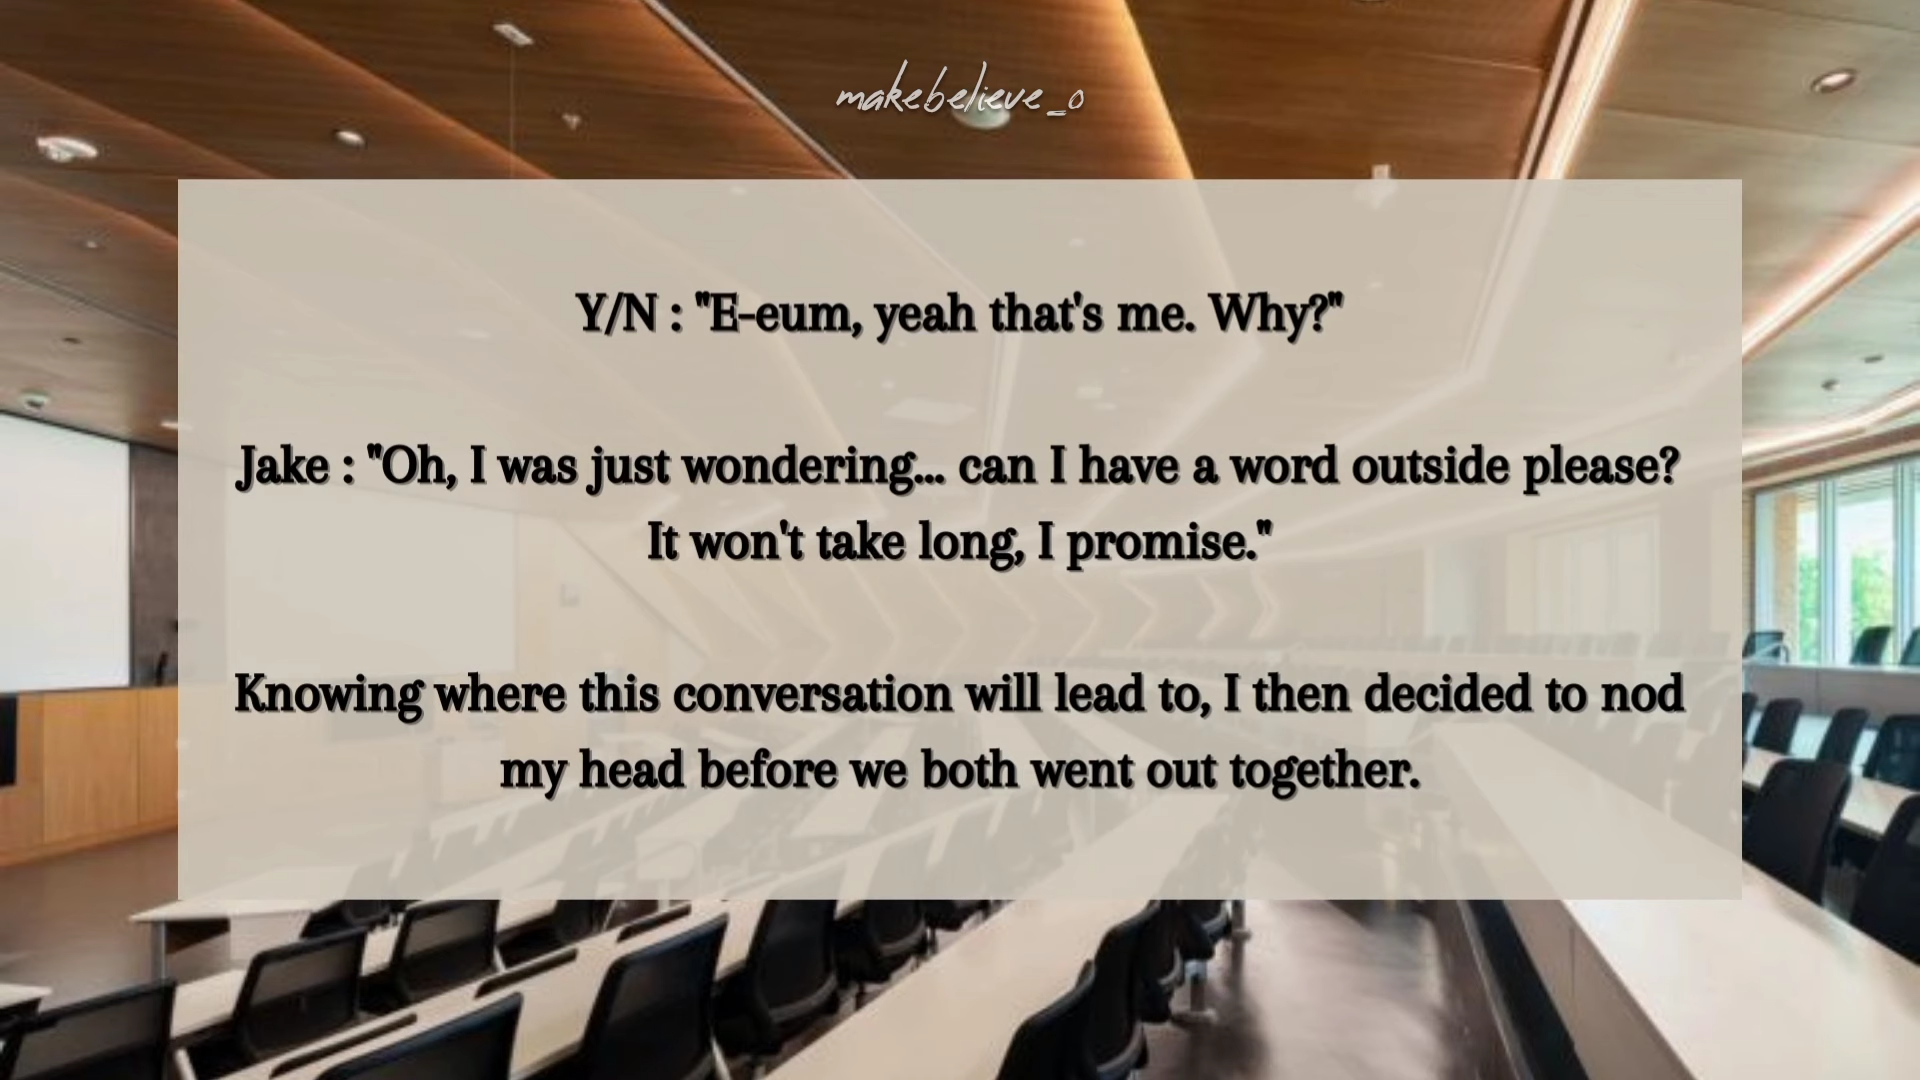 makebelieve_o
Y/N : "E-eum, yeah that's me. Why?"
Jake : "Oh, I was just wondering... can I have a word outside please?
It won't take long, I promise."
Knowing where this conversation will lead to, I then decided to nod
my head before we both went out together.